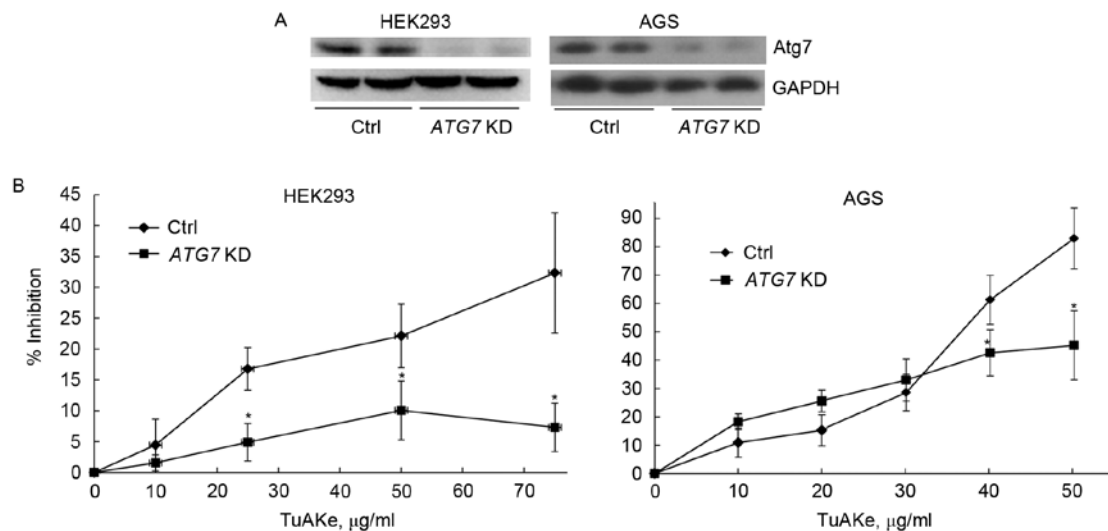 A
HEK293
AGS
Atg7
GAPDH
Ctrl
ATG7 KD
Ctrl
ATG7 KD
B
HEK293
% Inhibition
45
40
35
30
25
20
15
10
5
0
Ctrl
ATG7 KD
*
*
*
0 10 20 30 40 50 60 70
TuAKe, µg/ml
AGS
90
80
70
60
50
40
30
20
10
0
Ctrl
ATG7 KD
*
*
0 10 20 30 40 50
TuAKe, µg/ml